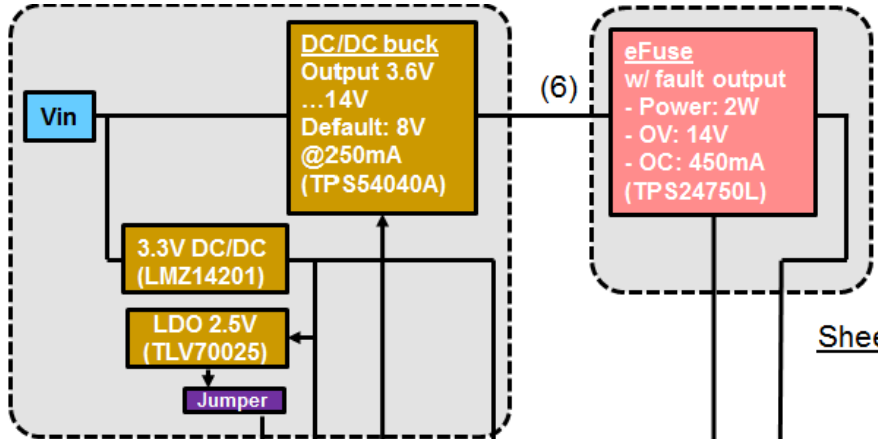 DC/DC buck
Output 3.6V
...14V
Default: 8V
@250mA
(TPS54040A)
Vin
(6)
eFuse
w/ fault output
- Power: 2W
- OV: 14V
- OC: 450mA
(TPS24750L)
3.3V DC/DC
(LMZ14201)
LDO 2.5V
(TLV70025)
Jumper
Shee